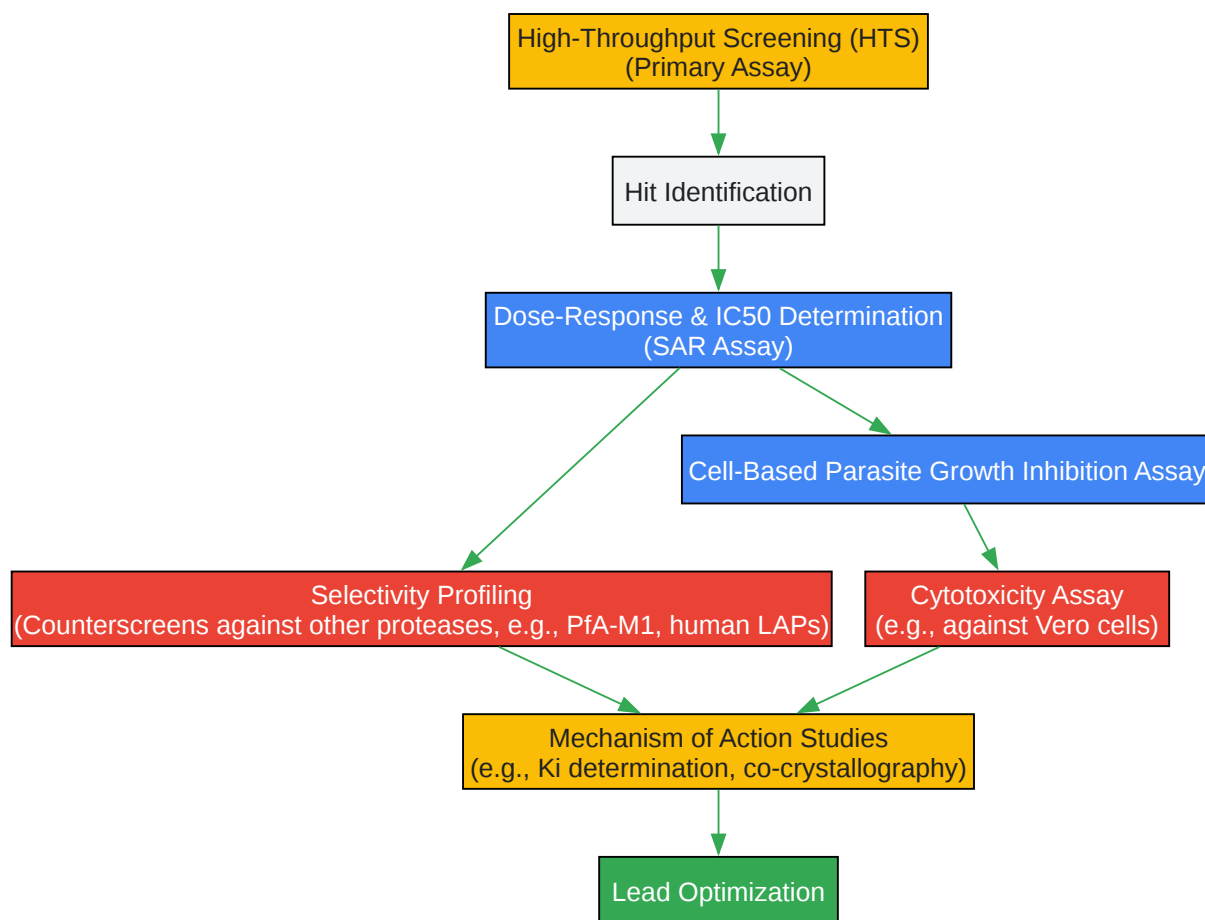 High-Throughput Screening (HTS)
(Primary Assay)
Hit Identification
Dose-Response & IC50 Determination
(SAR Assay)
Cell-Based Parasite Growth Inhibition Assay
Selectivity Profiling
(Counterscreens against other proteases, e.g., PfA-M1, human LAPs)
Cytotoxicity Assay
(e.g., against Vero cells)
Mechanism of Action Studies
(e.g., Ki determination, co-crystallography)
Lead Optimization